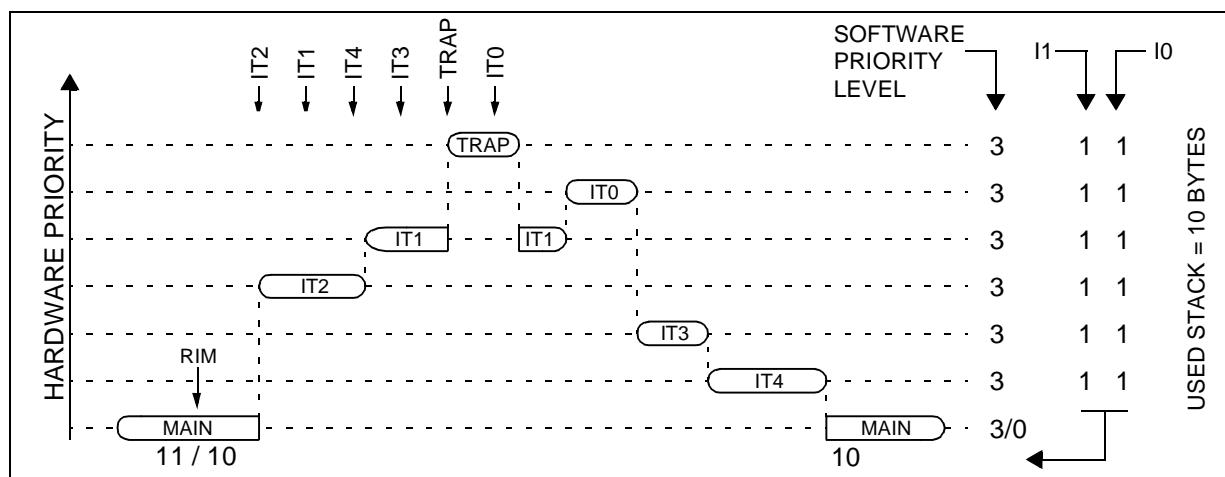 IT2
IT1
IT4
IT3
TRAP
IT0
SOFTWARE
PRIORITY
LEVEL
I1
I0
HARDWARE PRIORITY
TRAP
3 1 1
IT0
3 1 1
IT1
IT1
3 1 1
IT2
3 1 1
RIM
IT3
3 1 1
IT4
3 1 1
MAIN
MAIN
3/0
11 / 10
10
USED STACK = 10 BYTES